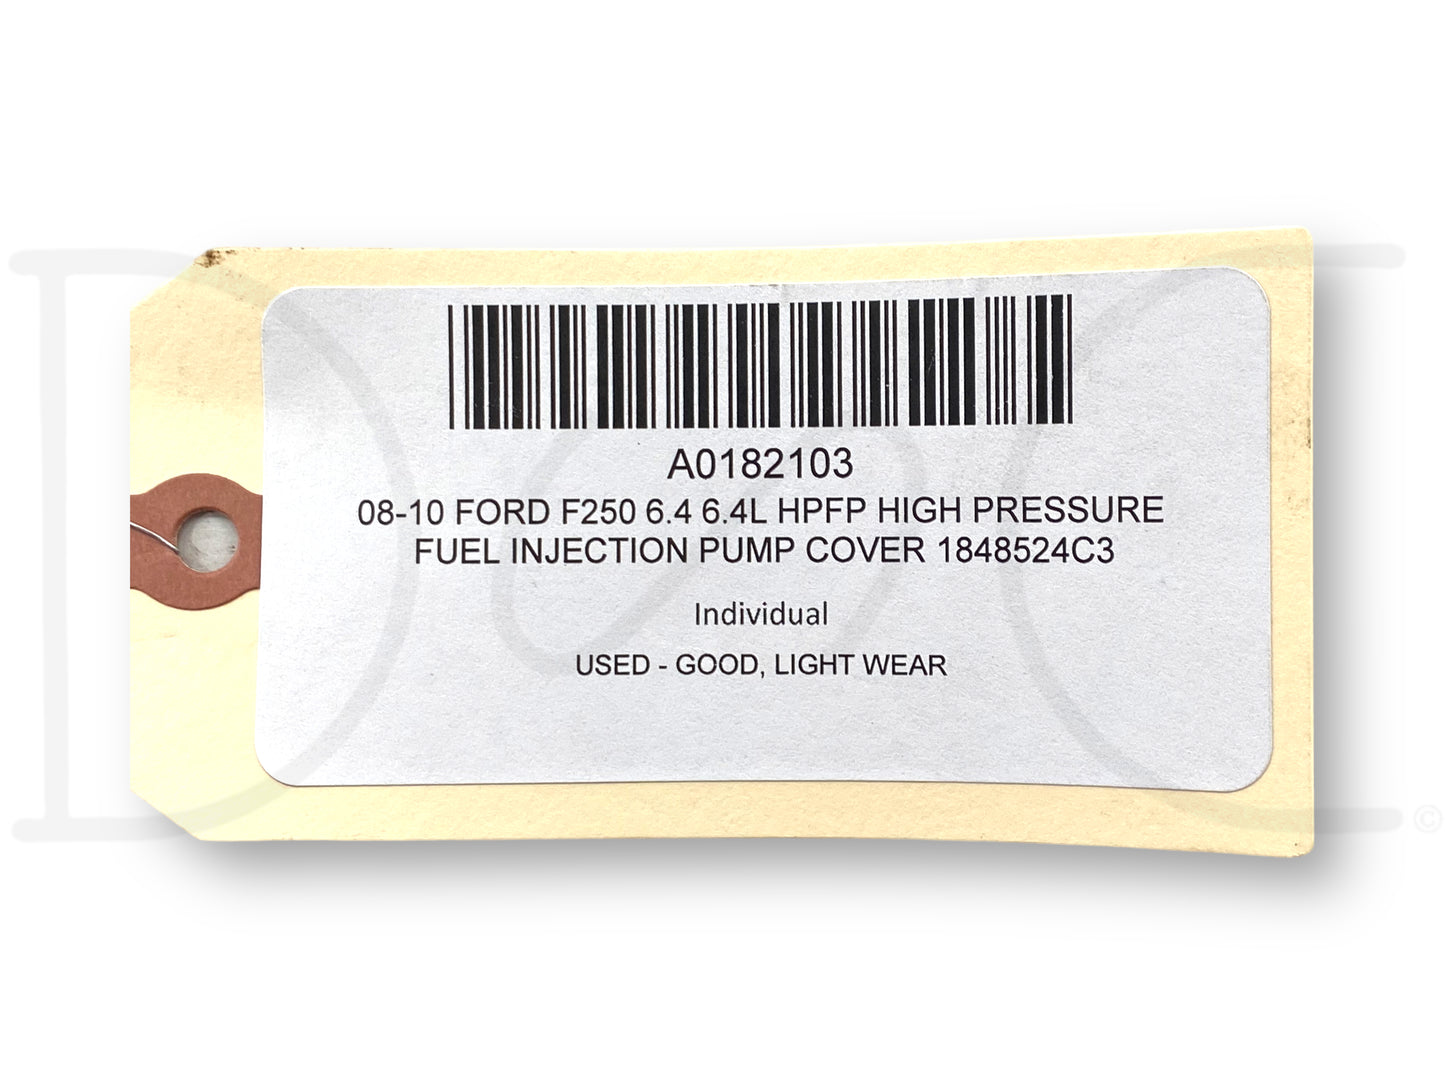 A0182103
08-10 FORD F250 6.4 6.4L HPFP HIGH PRESSURE
FUEL INJECTION PUMP COVER 1848524C3
Individual
USED - GOOD, LIGHT WEAR
©